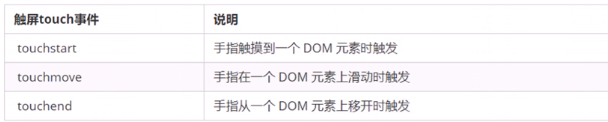 触屏touch事件 说明
touchstart 手指触摸到一个 DOM 元素时触发
touchmove 手指在一个 DOM 元素上滑动时触发
touchend 手指从一个 DOM 元素上移开时触发